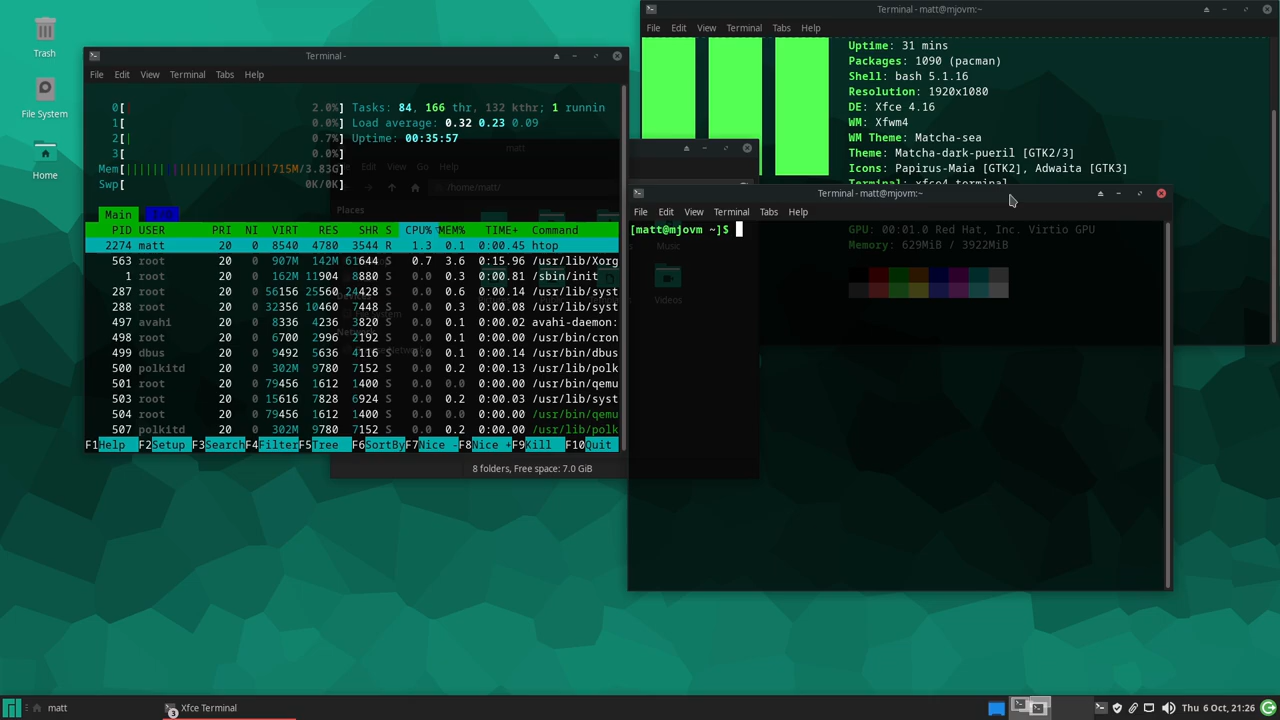 Trash
File System
Home
Terminal -
File Edit View Terminal Tabs Help
0[ 2.0%] Tasks: 84, 166 thr, 132 kthr; 1 runnin
1[ 0.0%] Load average: 0.32 0.23 0.09
2[| 0.7%] Uptime: 00:35:57
3[ 0.0%]
Mem[||||||||||||||||||||||715M/3.83G]
Swp[ 0K/0K]
Main I/O
PID USER PRI NI VIRT RES SHR S CPU%▽MEM% TIME+ Command
2274 matt 20 0 8540 4780 3544 R 1.3 0.1 0:00.45 htop
563 root 20 0 907M 142M 61644 S 0.7 3.6 0:15.96 /usr/lib/Xorg
1 root 20 0 162M 11904 8880 S 0.0 0.3 0:00.81 /sbin/init
287 root 20 0 56156 25560 24428 S 0.0 0.6 0:00.14 /usr/lib/syst
288 root 20 0 32356 10460 7448 S 0.0 0.3 0:00.08 /usr/lib/syst
497 avahi 20 0 8336 4236 3820 S 0.0 0.1 0:00.02 avahi-daemon:
498 root 20 0 6700 2996 2192 S 0.0 0.1 0:00.00 /usr/bin/cron
499 dbus 20 0 9492 5636 4116 S 0.0 0.1 0:00.14 /usr/bin/dbus
500 polkitd 20 0 302M 9780 7152 S 0.0 0.2 0:00.13 /usr/lib/polk
501 root 20 0 79456 1612 1400 S 0.0 0.0 0:00.00 /usr/bin/qemu
503 root 20 0 15616 7828 6924 S 0.0 0.2 0:00.03 /usr/lib/syst
504 root 20 0 79456 1612 1400 S 0.0 0.0 0:00.00 /usr/bin/qemu
507 polkitd 20 0 302M 9780 7152 S 0.0 0.2 0:00.00 /usr/lib/polk
F1Help F2Setup F3Search F4Filter F5Tree F6SortBy F7Nice - F8Nice + F9Kill F10Quit
matt
Edit View Go Help
/home/matt/
Places
Music
Videos
8 folders, Free space: 7.0 GiB
Terminal - matt@mjovm:~
File Edit View Terminal Tabs Help
Uptime: 31 mins
Packages: 1090 (pacman)
Shell: bash 5.1.16
Resolution: 1920x1080
DE: Xfce 4.16
WM: Xfwm4
WM Theme: Matcha-sea
Theme: Matcha-dark-pueril [GTK2/3]
Icons: Papirus-Maia [GTK2], Adwaita [GTK3]
Terminal: xfce4-terminal
GPU: 00:01.0 Red Hat, Inc. Virtio GPU
Memory: 629MiB / 3922MiB
Terminal - matt@mjovm:~
File Edit View Terminal Tabs Help
[matt@mjovm ~]$
matt
Xfce Terminal
3
Thu 6 Oct, 21:26